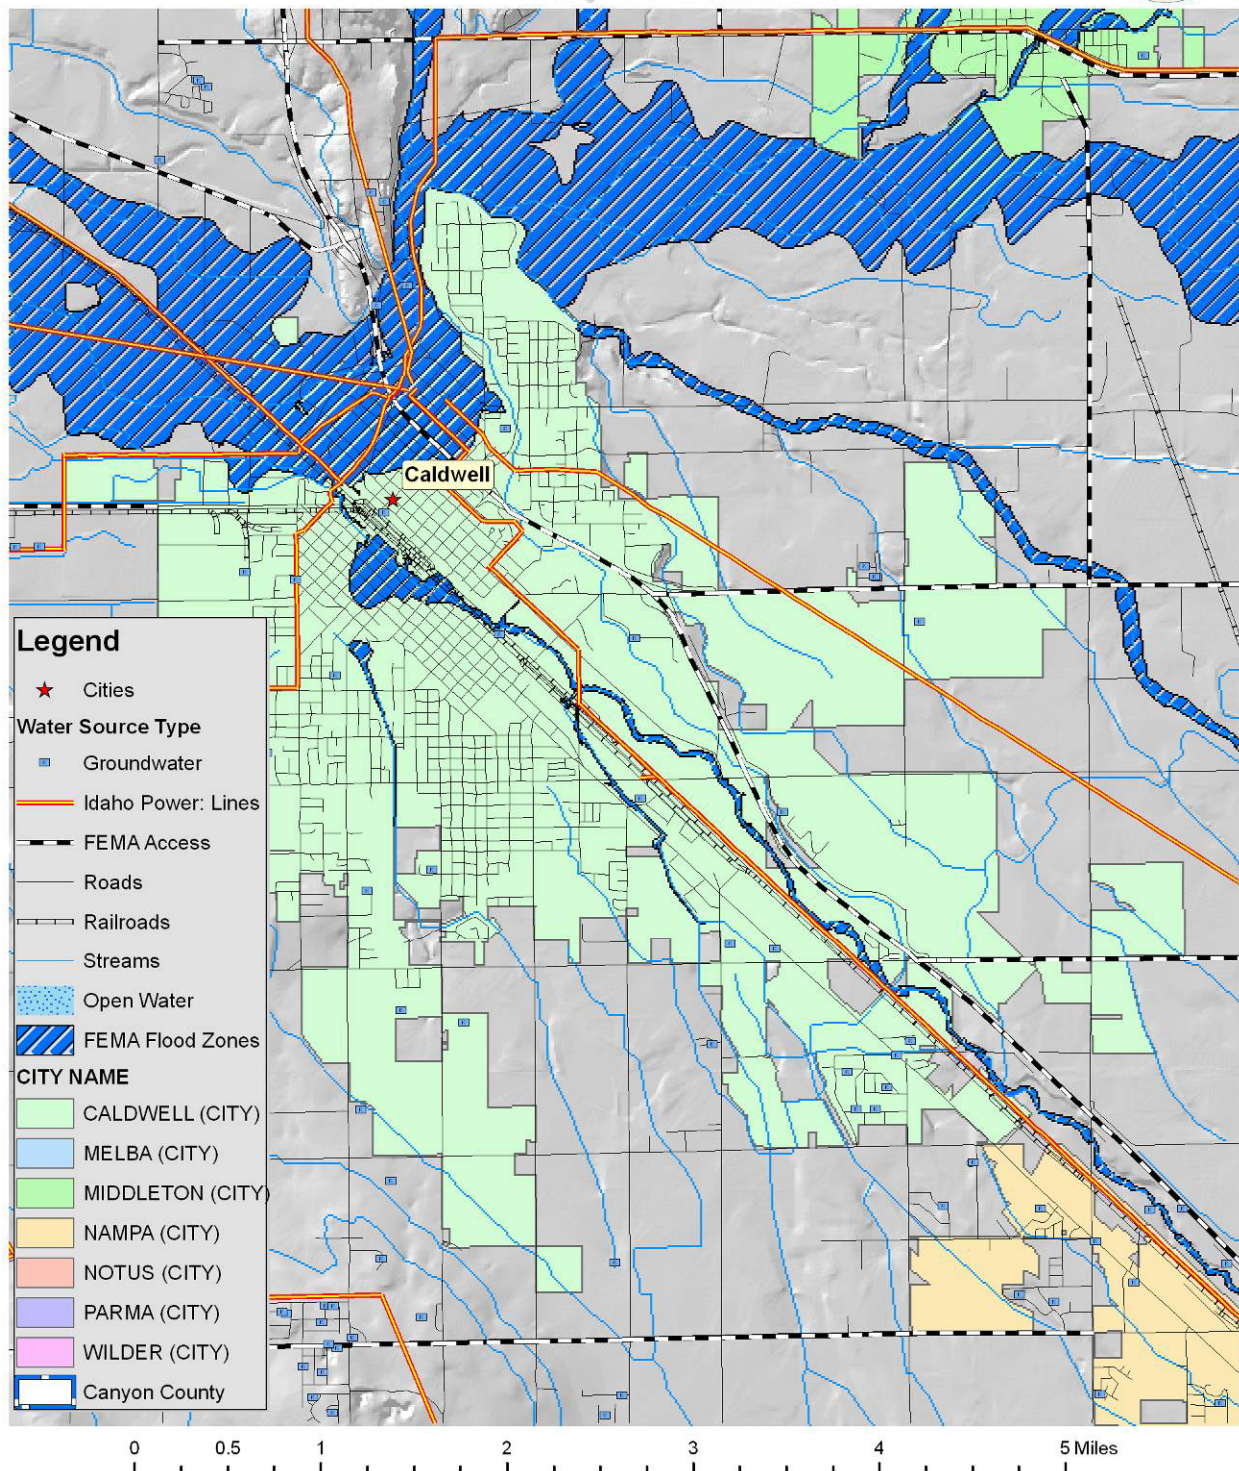 Caldwell
Legend
Cities
Water Source Type
Groundwater
Idaho Power: Lines
FEMA Access
Roads
Railroads
Streams
Open Water
FEMA Flood Zones
CITY NAME
CALDWELL (CITY)
MELBA (CITY)
MIDDLETON (CITY)
NAMPA (CITY)
NOTUS (CITY)
PARMA (CITY)
WILDER (CITY)
Canyon County
0 0.5 1 2 3 4 5 Miles